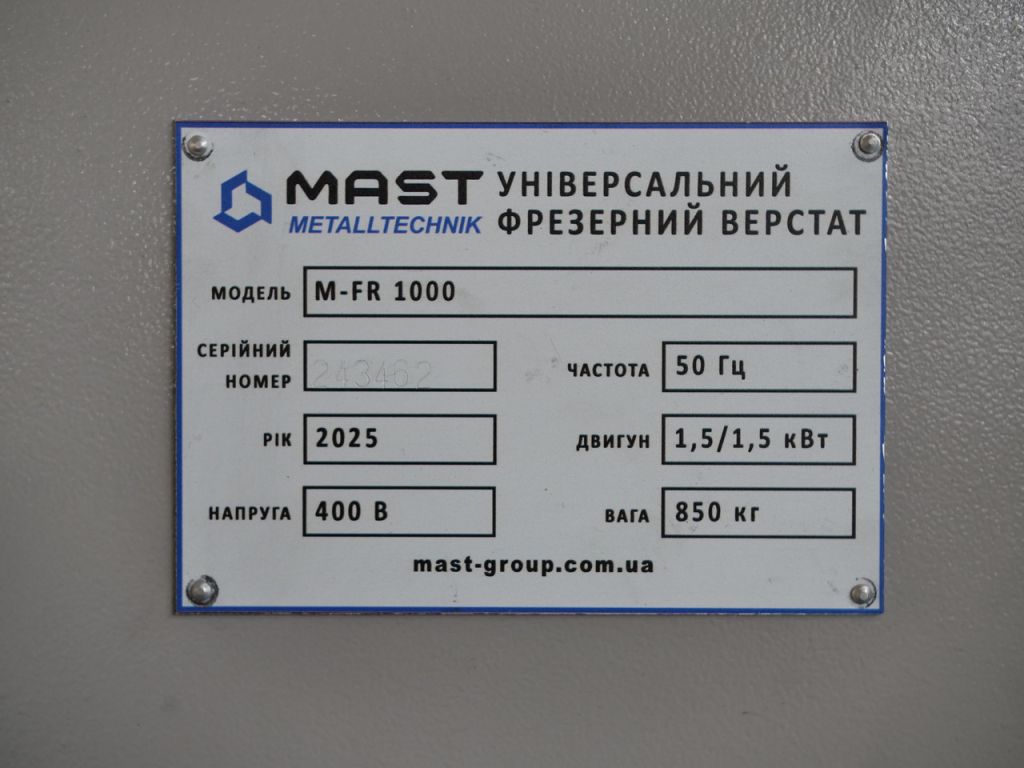 MAST
METALLTECHNIK
УНІВЕРСАЛЬНИЙ
ФРЕЗЕРНИЙ ВЕРСТАТ
МОДЕЛЬ M-FR 1000
СЕРІЙНИЙ
НОМЕР 243462
ЧАСТОТА 50 Гц
РІК 2025
ДВИГУН 1,5/1,5 кВт
НАПРУГА 400 В
ВАГА 850 кг
mast-group.com.ua